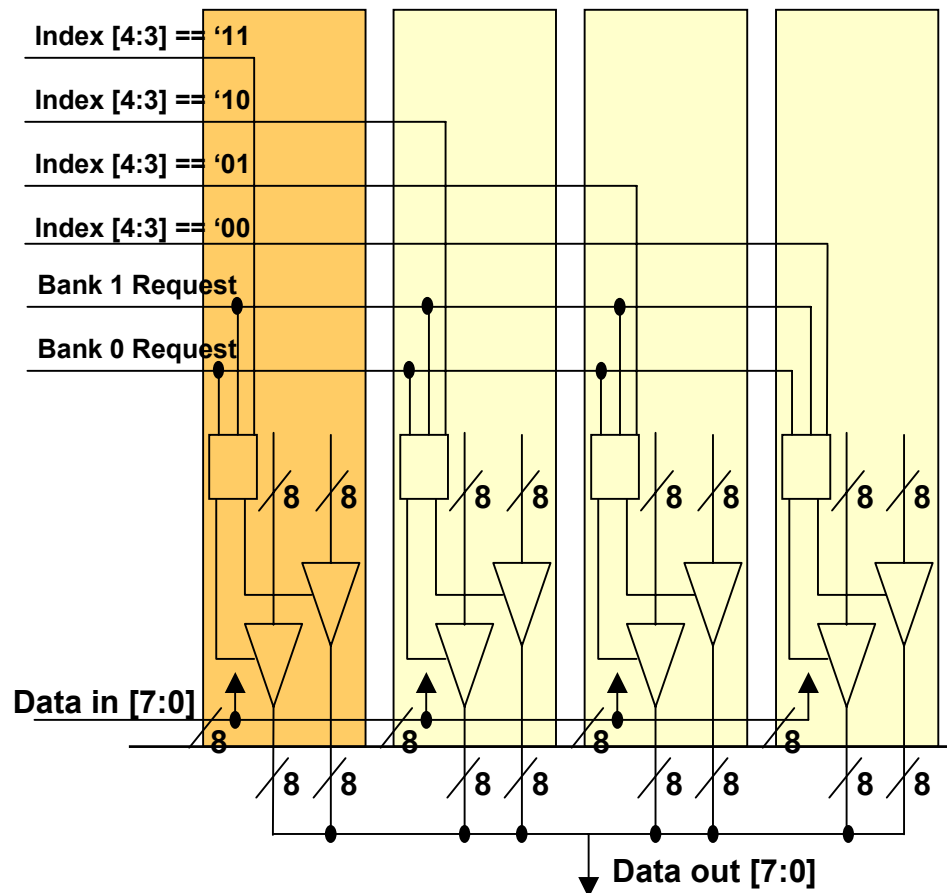 Index [4:3] == ‘11
Index [4:3] == ‘10
Index [4:3] == ‘01
Index [4:3] == ‘00
Bank 1 Request
Bank 0 Request
8 8 8 8 8 8 8 8
Data in [7:0]
8 8 8 8
8 8 8 8 8 8 8 8
Data out [7:0]